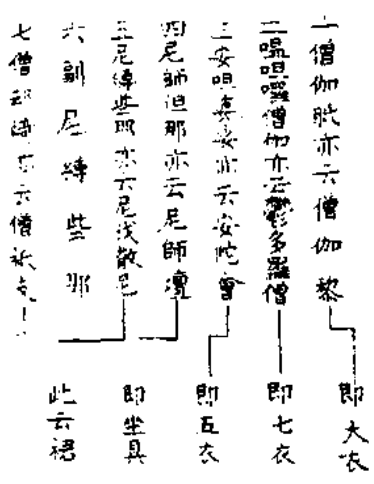 一僧伽胝亦云僧伽黎
二嗢呾囉僧伽亦云鬱多羅僧
三安呾婆娑亦云安陀會
四尼師但那亦云尼師壇
五尼縛些那亦云尼伐散尼
六副尼縛些那
七僧却踦亦云僧祇支
即大衣
即七衣
即五衣
即坐具
此云裙